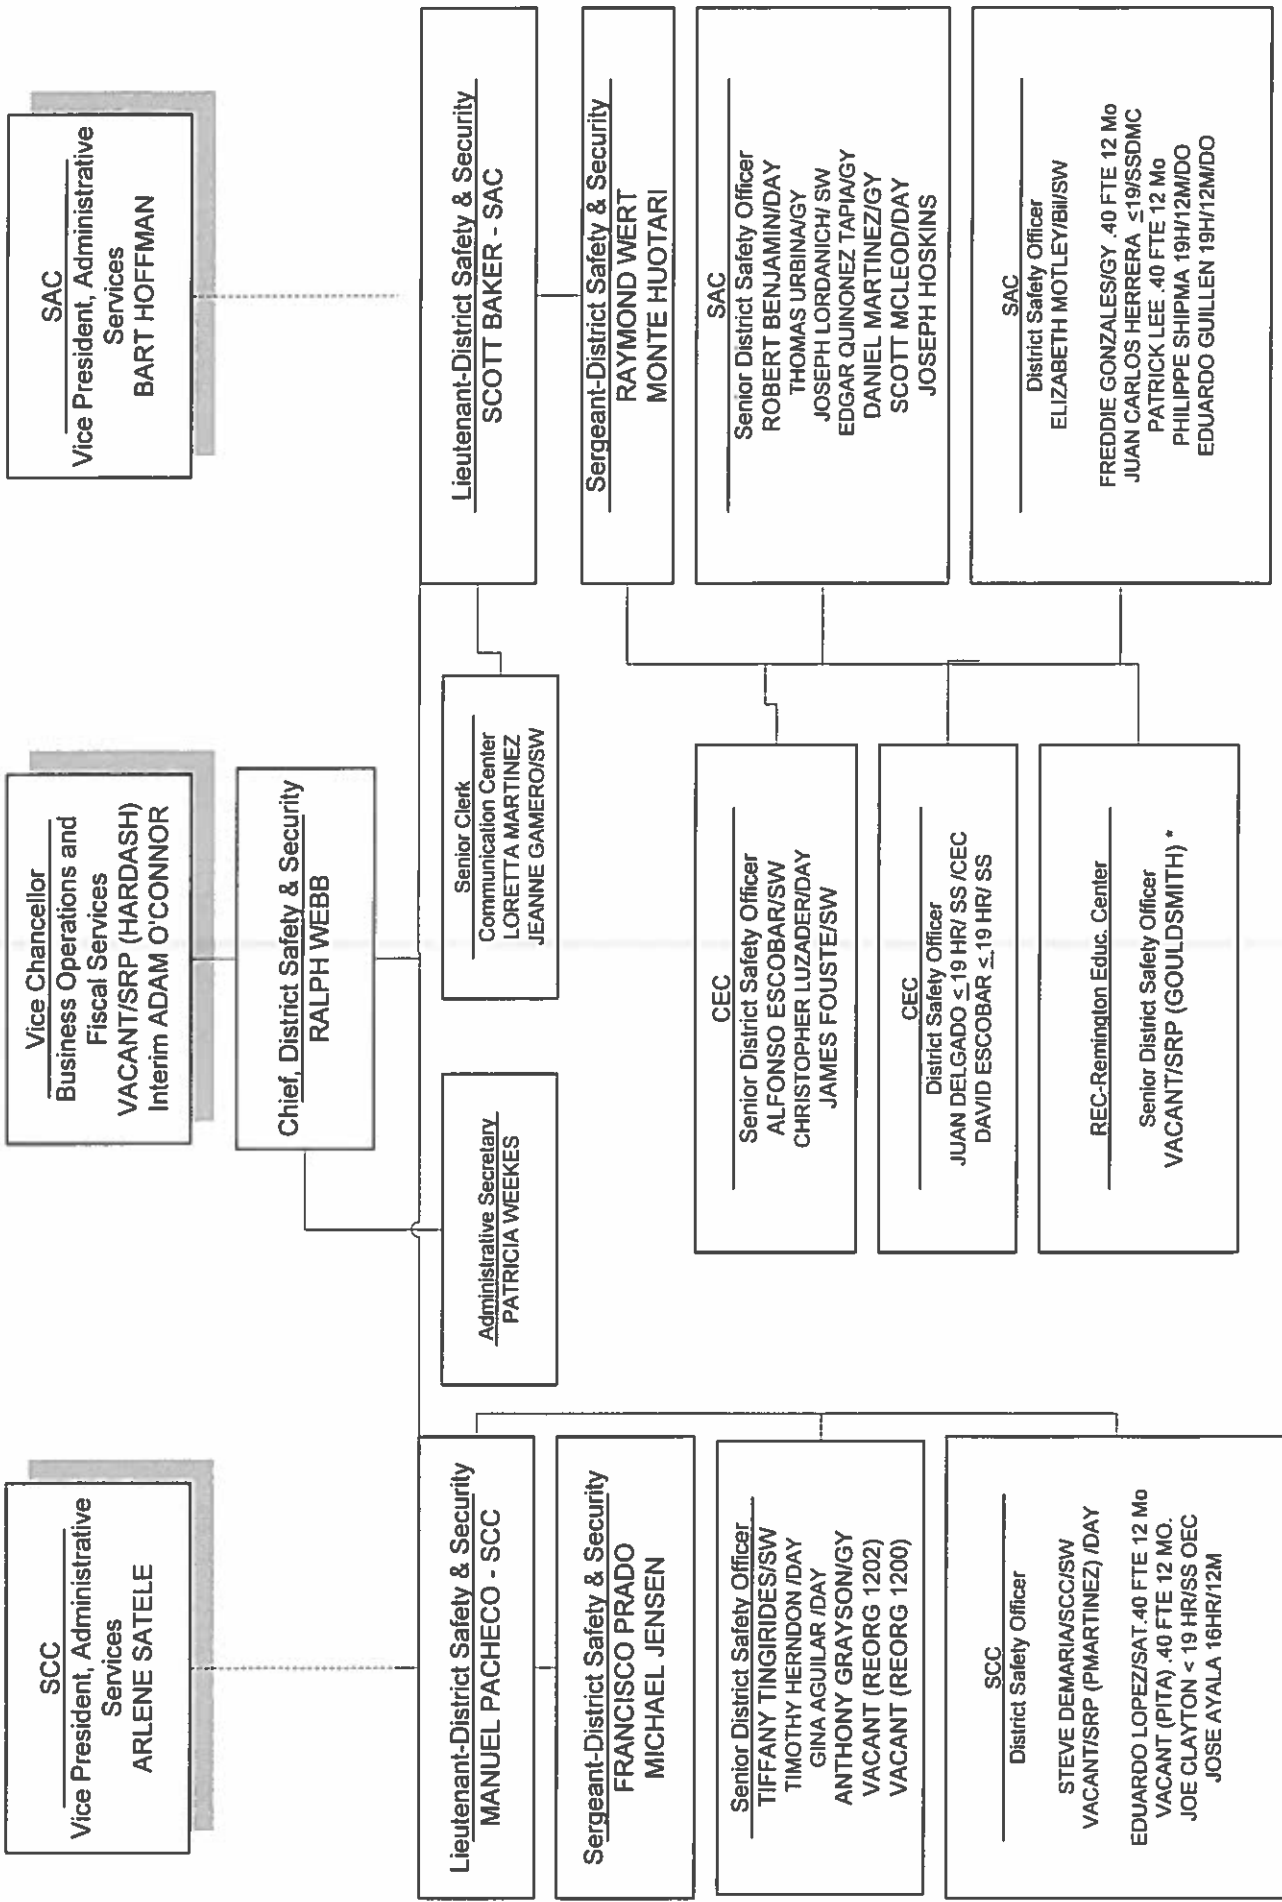 SCC
Vice President, Administrative
Services
ARLENE SATELE
Vice Chancellor
Business Operations and
Fiscal Services
VACANT/SRP (HARDASH)
Interim ADAM O'CONNOR
SAC
Vice President, Administrative
Services
BART HOFFMAN
Chief, District Safety & Security
RALPH WEBB
Lieutenant-District Safety & Security
MANUEL PACHECO - SCC
Administrative Secretary
PATRICIA WEEKES
Senior Clerk
Communication Center
LORETTA MARTINEZ
JEANNE GAMERO/SW
Lieutenant-District Safety & Security
SCOTT BAKER - SAC
Sergeant-District Safety & Security
FRANCISCO PRADO
MICHAEL JENSEN
Sergeant-District Safety & Security
RAYMOND WERT
MONTE HUOTARI
Senior District Safety Officer
TIFFANY TINGIRIDES/SW
TIMOTHY HERNDON /DAY
GINA AGUILAR /DAY
ANTHONY GRAYSON/GY
VACANT (REORG 1202)
VACANT (REORG 1200)
CEC
Senior District Safety Officer
ALFONSO ESCOBAR/SW
CHRISTOPHER LUZADER/DAY
JAMES FOUSTE/SW
SAC
Senior District Safety Officer
ROBERT BENJAMIN/DAY
THOMAS URBINA/GY
JOSEPH LORDANICH/ SW
EDGAR QUINONEZ TAPIA/GY
DANIEL MARTINEZ/GY
SCOTT MCLEOD/DAY
JOSEPH HOSKINS
CEC
District Safety Officer
JUAN DELGADO ≤ 19 HR/ SS /CEC
DAVID ESCOBAR ≤ 19 HR/ SS
SCC
District Safety Officer
STEVE DEMARIA/SCC/SW
VACANT/SRP (PMARTINEZ) /DAY
EDUARDO LOPEZ/SAT.40 FTE 12 Mo
VACANT (PITA) .40 FTE 12 MO.
JOE CLAYTON < 19 HR/SS OEC
JOSE AYALA 16HR/12M
REC-Remington Educ. Center
Senior District Safety Officer
VACANT/SRP (GOULDSMITH) *
SAC
District Safety Officer
ELIZABETH MOTLEY/Bil/SW
FREDDIE GONZALES/GY .40 FTE 12 Mo
JUAN CARLOS HERRERA ≤19/SSDMC
PATRICK LEE .40 FTE 12 Mo
PHILIPPE SHIPMA 19H/12M/DO
EDUARDO GUILLEN 19H/12M/DO